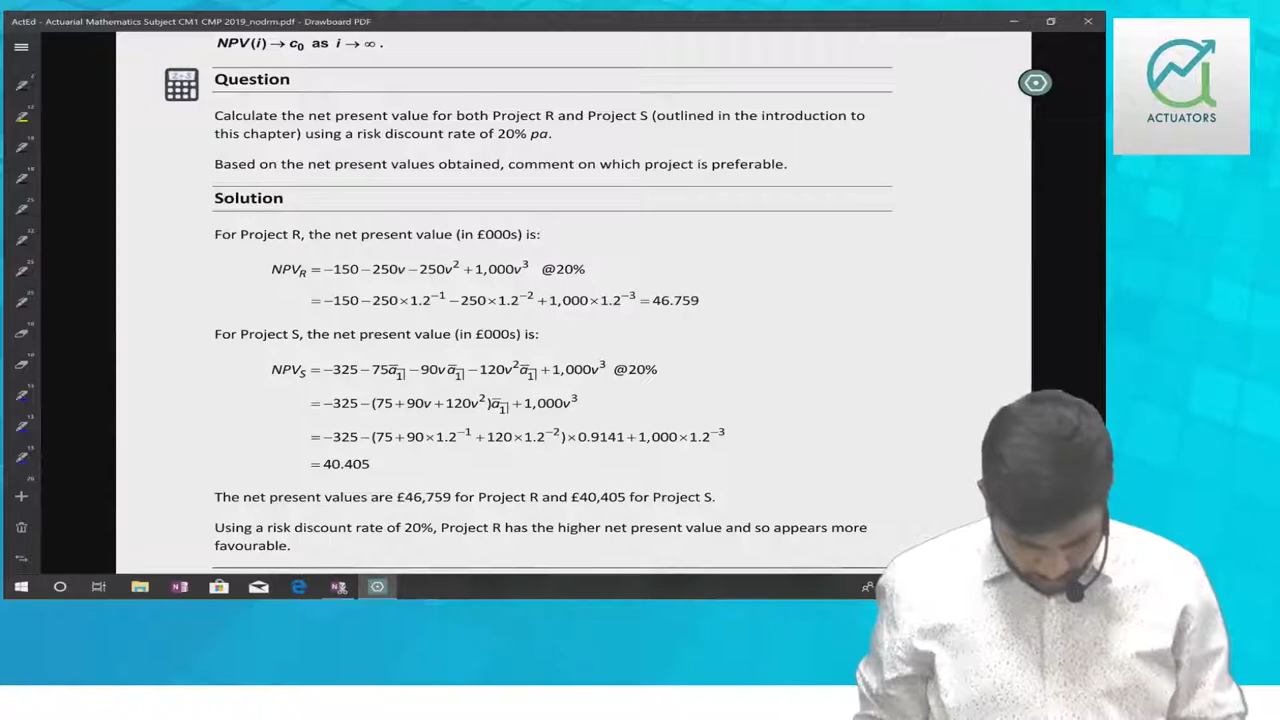 ActEd - Actuarial Mathematics Subject CM1 CMP 2019_nodrm.pdf - Drawboard PDF
NPV(i) → c₀ as i → ∞ .
Question
Calculate the net present value for both Project R and Project S (outlined in the introduction to
this chapter) using a risk discount rate of 20% pa.
Based on the net present values obtained, comment on which project is preferable.
Solution
For Project R, the net present value (in £000s) is:
NPV_R = −150 − 250v − 250v² + 1,000v³ @20%
= −150 − 250×1.2⁻¹ − 250×1.2⁻² + 1,000×1.2⁻³ = 46.759
For Project S, the net present value (in £000s) is:
NPV_S = −325 − 75a̅₁̅| − 90va̅₁̅| − 120v²a̅₁̅| + 1,000v³ @20%
= −325 − (75 + 90v + 120v²)a̅₁̅| + 1,000v³
= −325 − (75 + 90×1.2⁻¹ + 120×1.2⁻²)×0.9141 + 1,000×1.2⁻³
= 40.405
The net present values are £46,759 for Project R and £40,405 for Project S.
Using a risk discount rate of 20%, Project R has the higher net present value and so appears more
favourable.
ACTUATORS